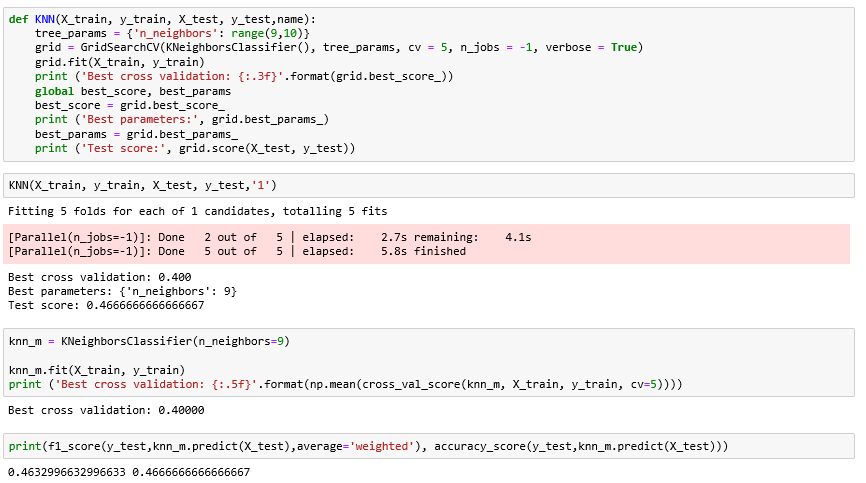 def KNN(X_train, y_train, X_test, y_test,name):
    tree_params = {'n_neighbors': range(9,10)}
    grid = GridSearchCV(KNeighborsClassifier(), tree_params, cv = 5, n_jobs = -1, verbose = True)
    grid.fit(X_train, y_train)
    print ('Best cross validation: {:.3f}'.format(grid.best_score_))
    global best_score, best_params
    best_score = grid.best_score_
    print ('Best parameters:', grid.best_params_)
    best_params = grid.best_params_
    print ('Test score:', grid.score(X_test, y_test))
KNN(X_train, y_train, X_test, y_test,'1')
Fitting 5 folds for each of 1 candidates, totalling 5 fits
[Parallel(n_jobs=-1)]: Done   2 out of   5 | elapsed:    2.7s remaining:    4.1s
[Parallel(n_jobs=-1)]: Done   5 out of   5 | elapsed:    5.8s finished
Best cross validation: 0.400
Best parameters: {'n_neighbors': 9}
Test score: 0.4666666666666667
knn_m = KNeighborsClassifier(n_neighbors=9)
knn_m.fit(X_train, y_train)
print ('Best cross validation: {:.5f}'.format(np.mean(cross_val_score(knn_m, X_train, y_train, cv=5))))
Best cross validation: 0.40000
print(f1_score(y_test,knn_m.predict(X_test),average='weighted'), accuracy_score(y_test,knn_m.predict(X_test)))
0.4632996632996633 0.4666666666666667